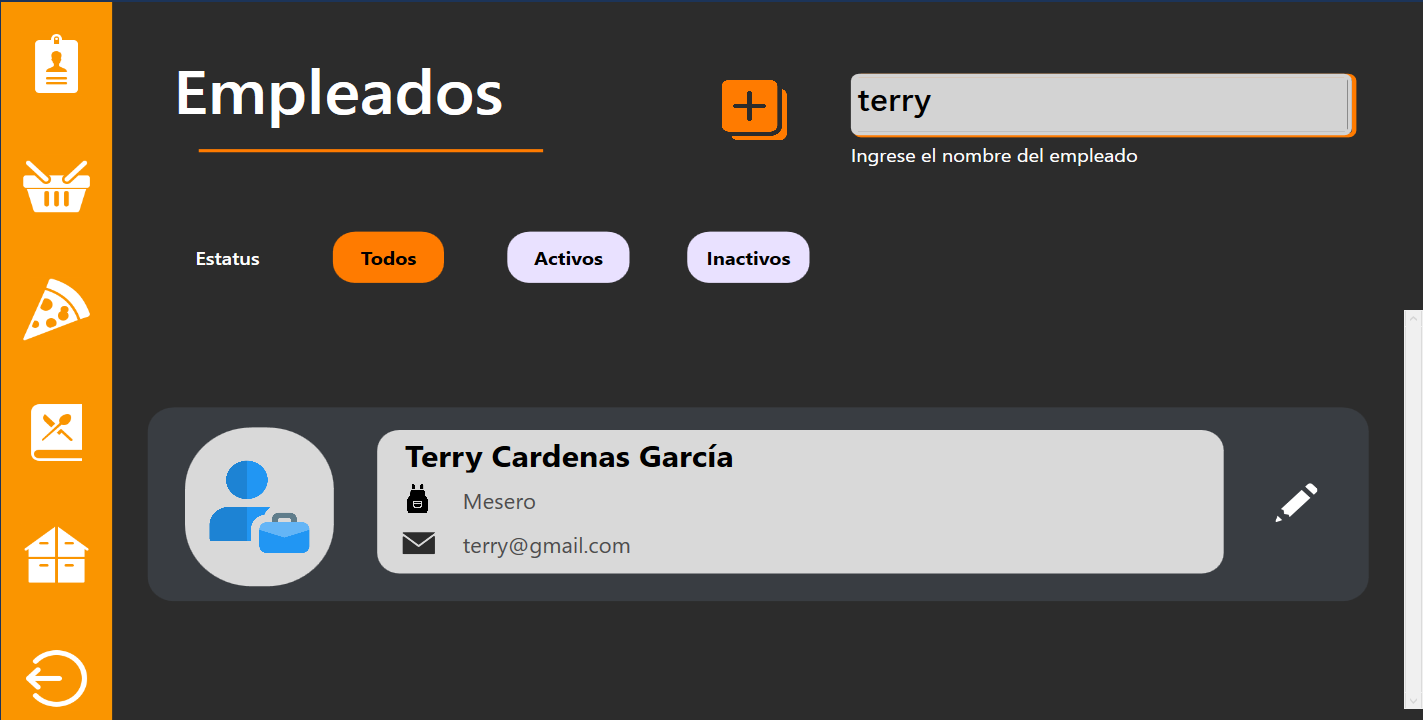 Empleados
terry
Ingrese el nombre del empleado
Estatus Todos Activos Inactivos
Terry Cardenas García
Mesero
terry@gmail.com